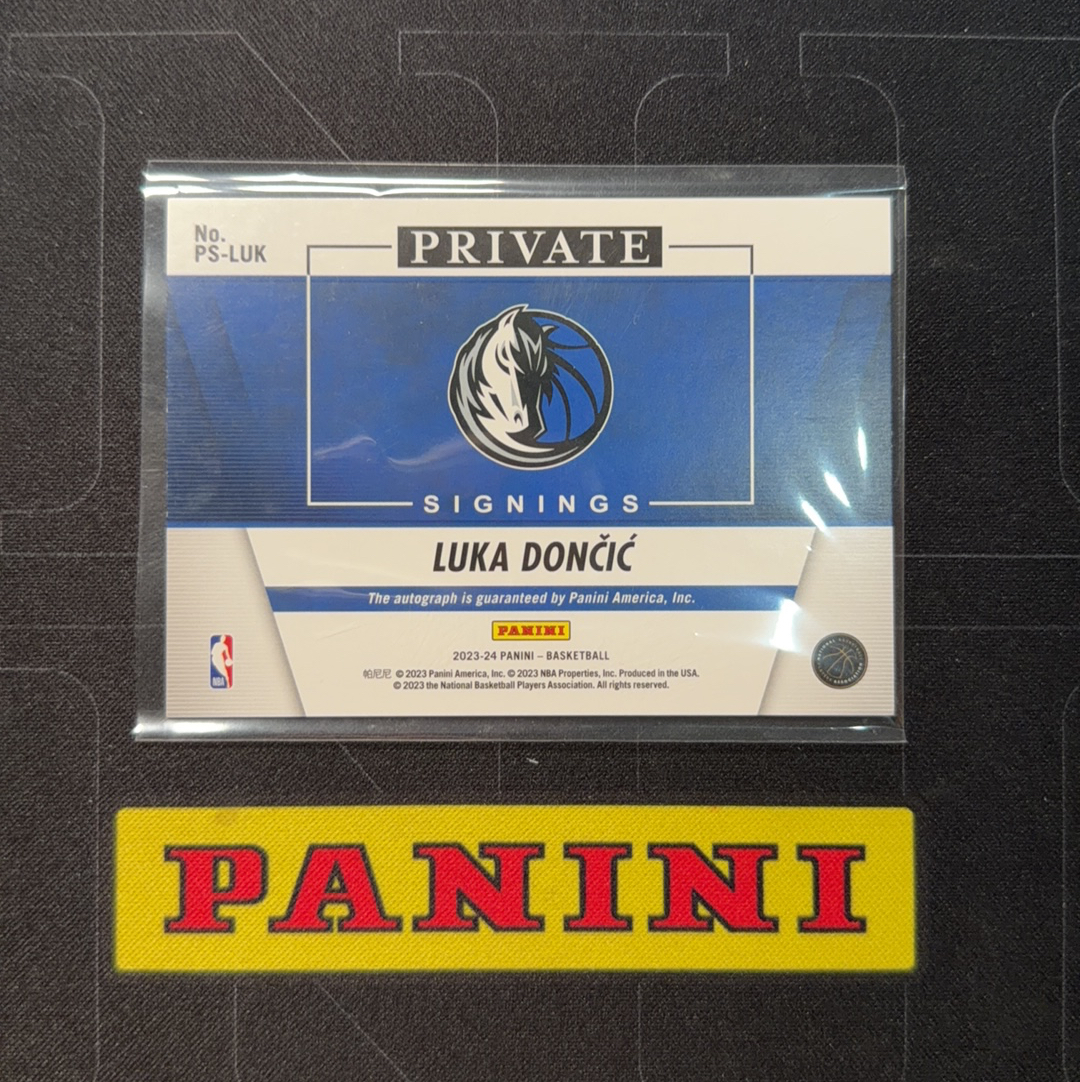 No.
PS-LUK
PRIVATE
SIGNINGS
LUKA DONČIĆ
The autograph is guaranteed by Panini America, Inc.
PANINI
2023-24 PANINI – BASKETBALL
帕尼尼 © 2023 Panini America, Inc. © 2023 NBA Properties, Inc. Produced in the USA.
© 2023 the National Basketball Players Association. All rights reserved.
NBA
PANINI